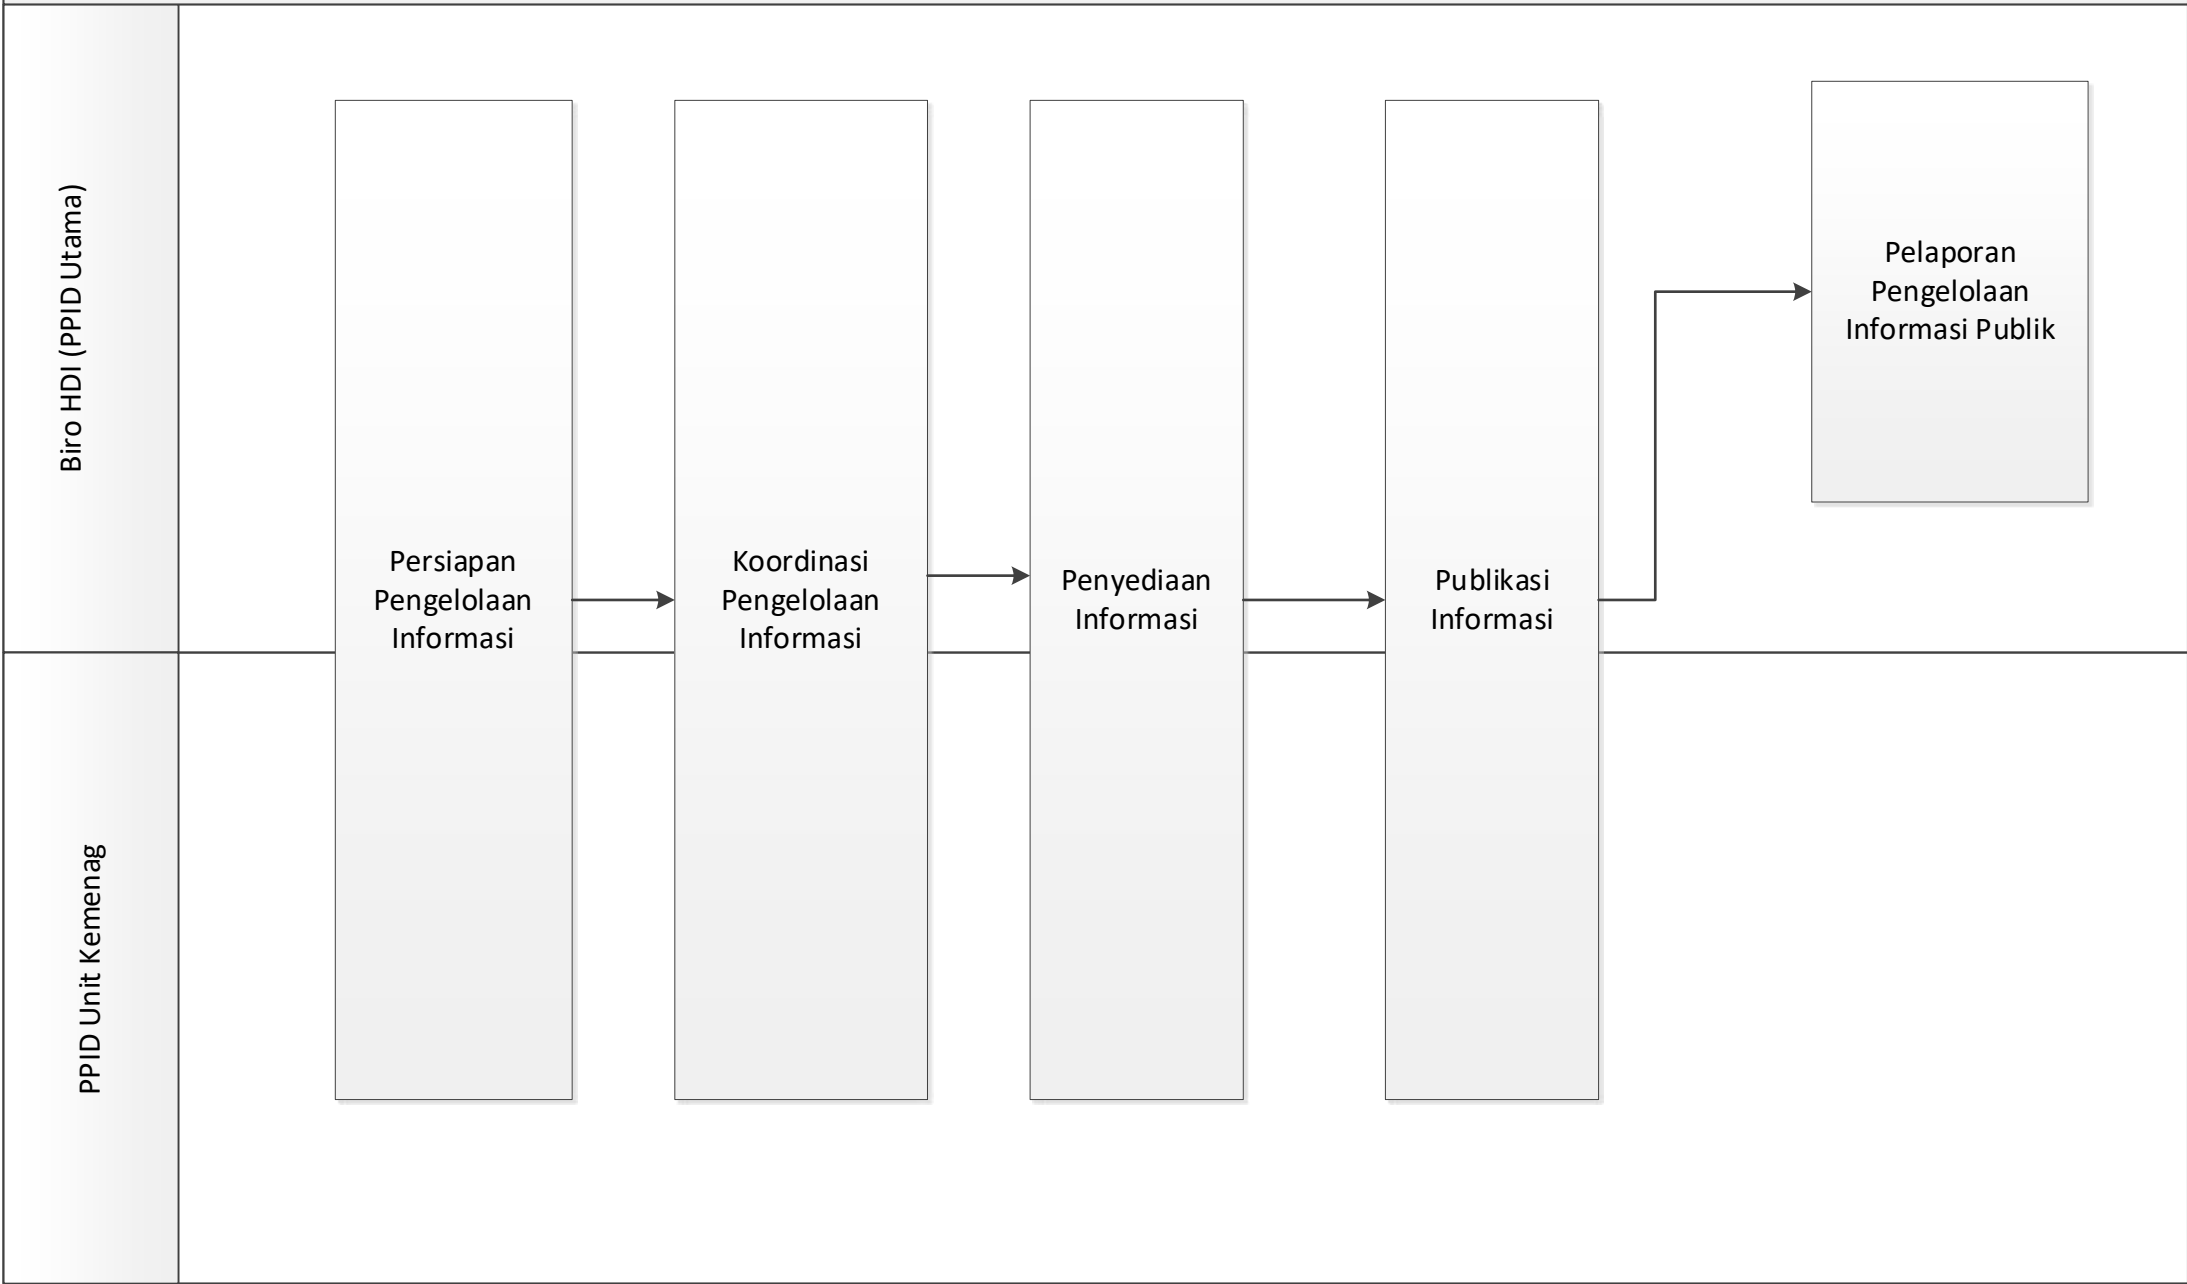 Biro HDI (PPID Utama)
Persiapan
Pengelolaan
Informasi
Koordinasi
Pengelolaan
Informasi
Penyediaan
Informasi
Publikasi
Informasi
Pelaporan
Pengelolaan
Informasi Publik
PPID Unit Kemenag